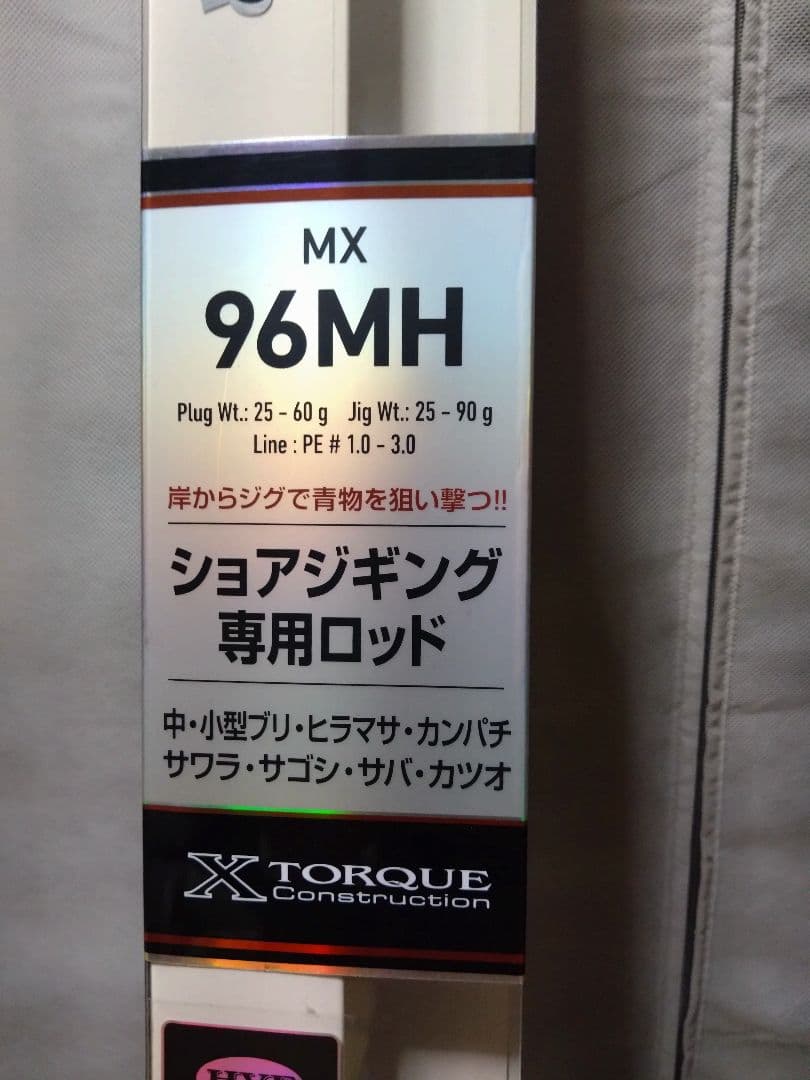 MX
96MH
Plug Wt.: 25 - 60 g Jig Wt.: 25 - 90 g
Line : PE # 1.0 - 3.0
岸からジグで青物を狙い撃つ!!
ショアジギング
専用ロッド
中・小型ブリ・ヒラマサ・カンパチ
サワラ・サゴシ・サバ・カツオ
X TORQUE
Construction